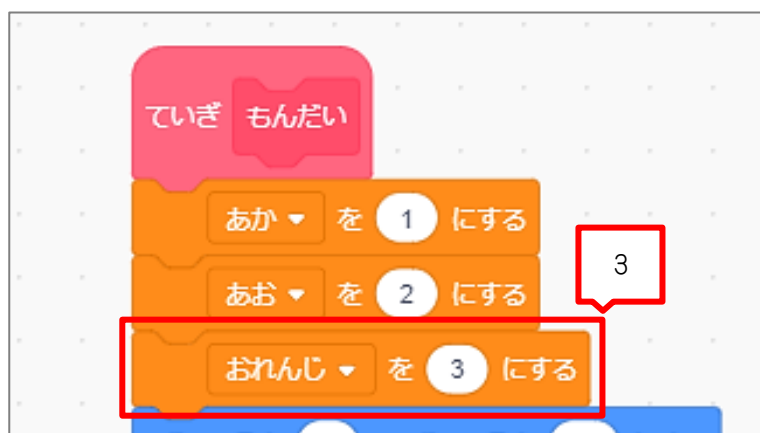 ていぎ もんだい
あか を 1 にする
あお を 2 にする
3
おれんじ を 3 にする